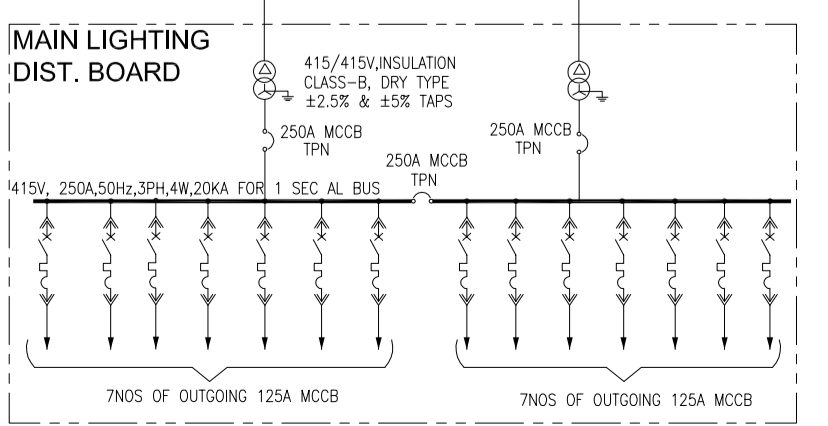 MAIN LIGHTING
DIST. BOARD
415/415V,INSULATION
CLASS-B, DRY TYPE
±2.5% & ±5% TAPS
250A MCCB
TPN
250A MCCB
TPN
250A MCCB
TPN
415V, 250A,50Hz,3PH,4W,20KA FOR 1 SEC AL BUS
7NOS OF OUTGOING 125A MCCB
7NOS OF OUTGOING 125A MCCB